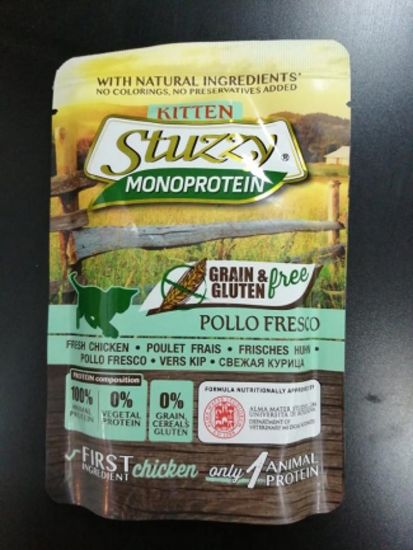 WITH NATURAL INGREDIENTS*
NO COLORINGS, NO PRESERVATIVES ADDED
KITTEN
Stuzzy®
MONOPROTEIN
GRAIN &
GLUTEN free
POLLO FRESCO
FRESH CHICKEN • POULET FRAIS • FRISCHES HUHN •
POLLO FRESCO • VERS KIP • СВЕЖАЯ КУРИЦА
PROTEIN composition
100%
ANIMAL
PROTEIN
0%
VEGETAL
PROTEIN
0%
GRAIN,
CEREALS
GLUTEN
FORMULA NUTRITIONALLY APPROVED BY
ALMA MATER STUDIORUM
UNIVERSITÀ DI BOLOGNA
DEPARTMENT OF
VETERINARY MEDICAL SCIENCES
FIRST
INGREDIENT chicken
only 1 ANIMAL
PROTEIN